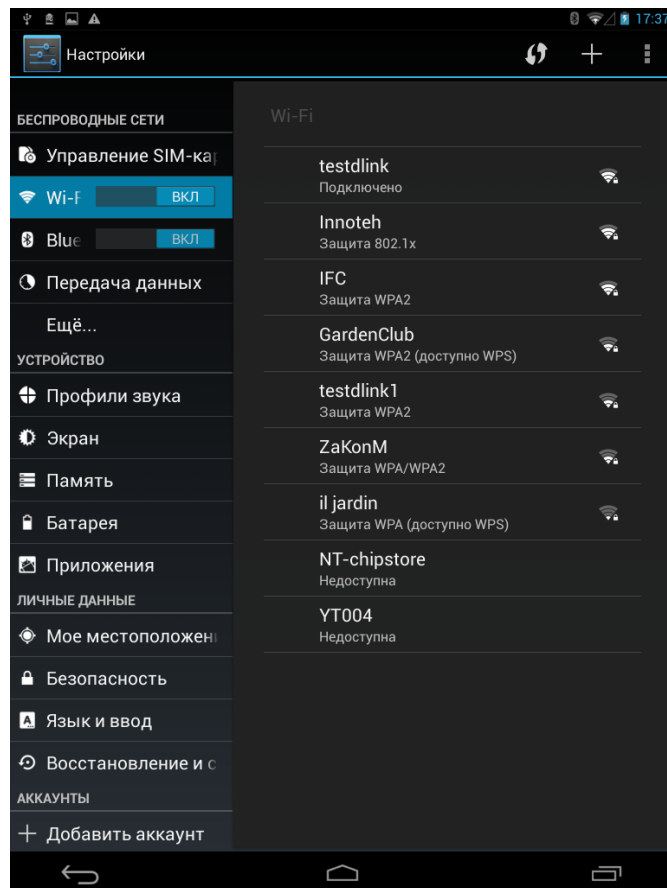 17:37
Настройки
БЕСПРОВОДНЫЕ СЕТИ
Управление SIM-кар
Wi-F ВКЛ
Blue ВКЛ
Передача данных
Ещё...
УСТРОЙСТВО
Профили звука
Экран
Память
Батарея
Приложения
ЛИЧНЫЕ ДАННЫЕ
Мое местоположен
Безопасность
Язык и ввод
Восстановление и с
АККАУНТЫ
Добавить аккаунт
Wi-Fi
testdlink
Подключено
Innoteh
Защита 802.1x
IFC
Защита WPA2
GardenClub
Защита WPA2 (доступно WPS)
testdlink1
Защита WPA2
ZaKonM
Защита WPA/WPA2
il jardin
Защита WPA (доступно WPS)
NT-chipstore
Недоступна
YT004
Недоступна